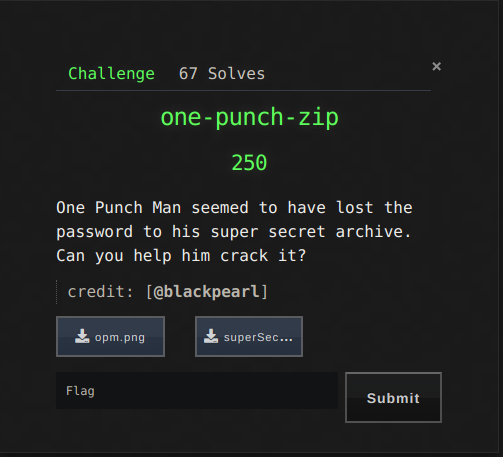 Challenge 67 Solves ×
one-punch-zip
250
One Punch Man seemed to have lost the
password to his super secret archive.
Can you help him crack it?
credit: [@blackpearl]
opm.png superSec...
Flag Submit